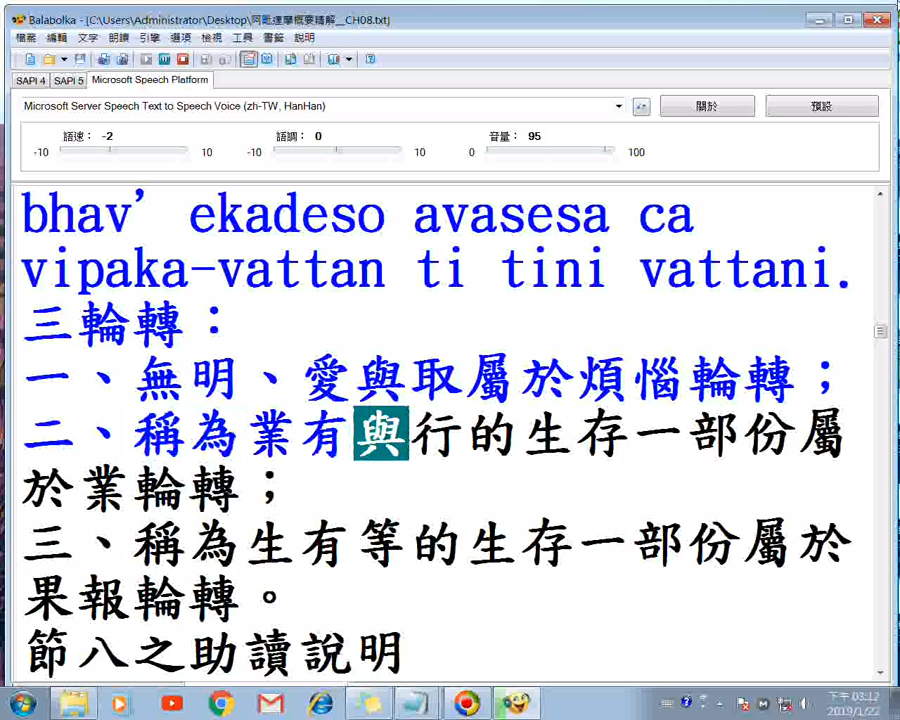 Balabolka - [C:\Users\Administrator\Desktop\阿毗達摩概要精解__CH08.txt]
檔案 編輯 文字 朗讀 引擎 選項 檢視 工具 書籤 說明
SAPI 4 SAPI 5 Microsoft Speech Platform
Microsoft Server Speech Text to Speech Voice (zh-TW, HanHan) 關於 預設
語速： -2 語調： 0 音量： 95
-10 10 -10 10 0 100
bhav’ ekadeso avasesa ca
vipaka-vattan ti tini vattani.
三輪轉：
一、無明、愛與取屬於煩惱輪轉；
二、稱為業有與行的生存一部份屬
於業輪轉；
三、稱為生有等的生存一部份屬於
果報輪轉。
節八之助讀說明
下午 03:12
2019/1/22